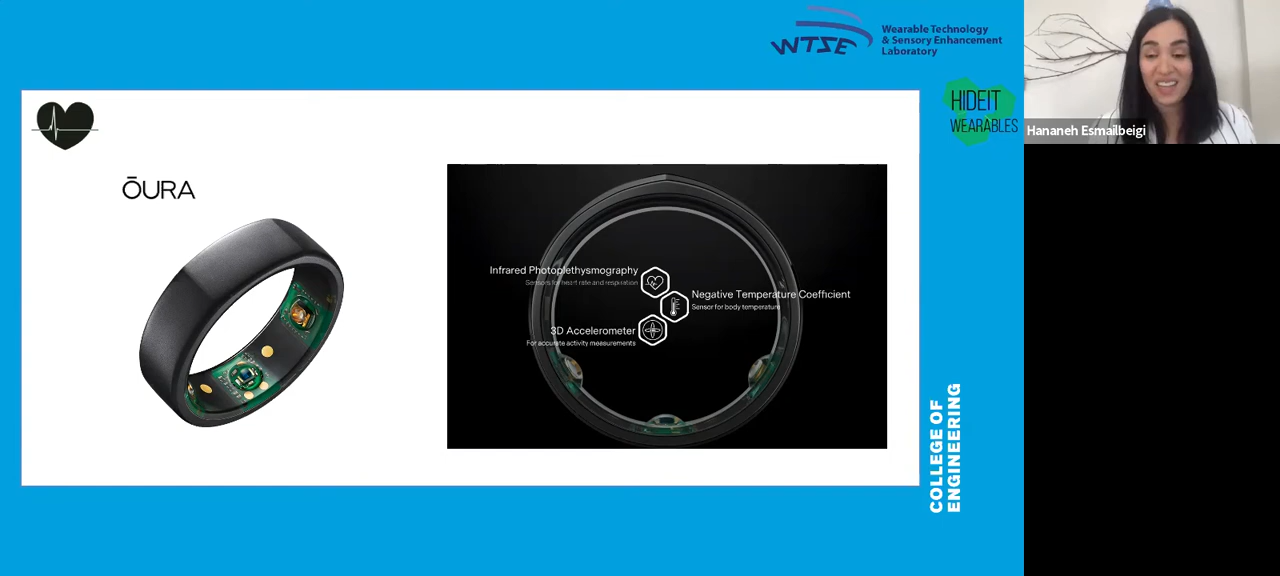 WTSE
Wearable Technology
& Sensory Enhancement
Laboratory
HIDEIT
WEARABLES
Hananeh Esmailbeigi
ŌURA
Infrared Photoplethysmography
Sensors for heart rate and respiration
Negative Temperature Coefficient
Sensor for body temperature
3D Accelerometer
For accurate activity measurements
COLLEGE OF
ENGINEERING